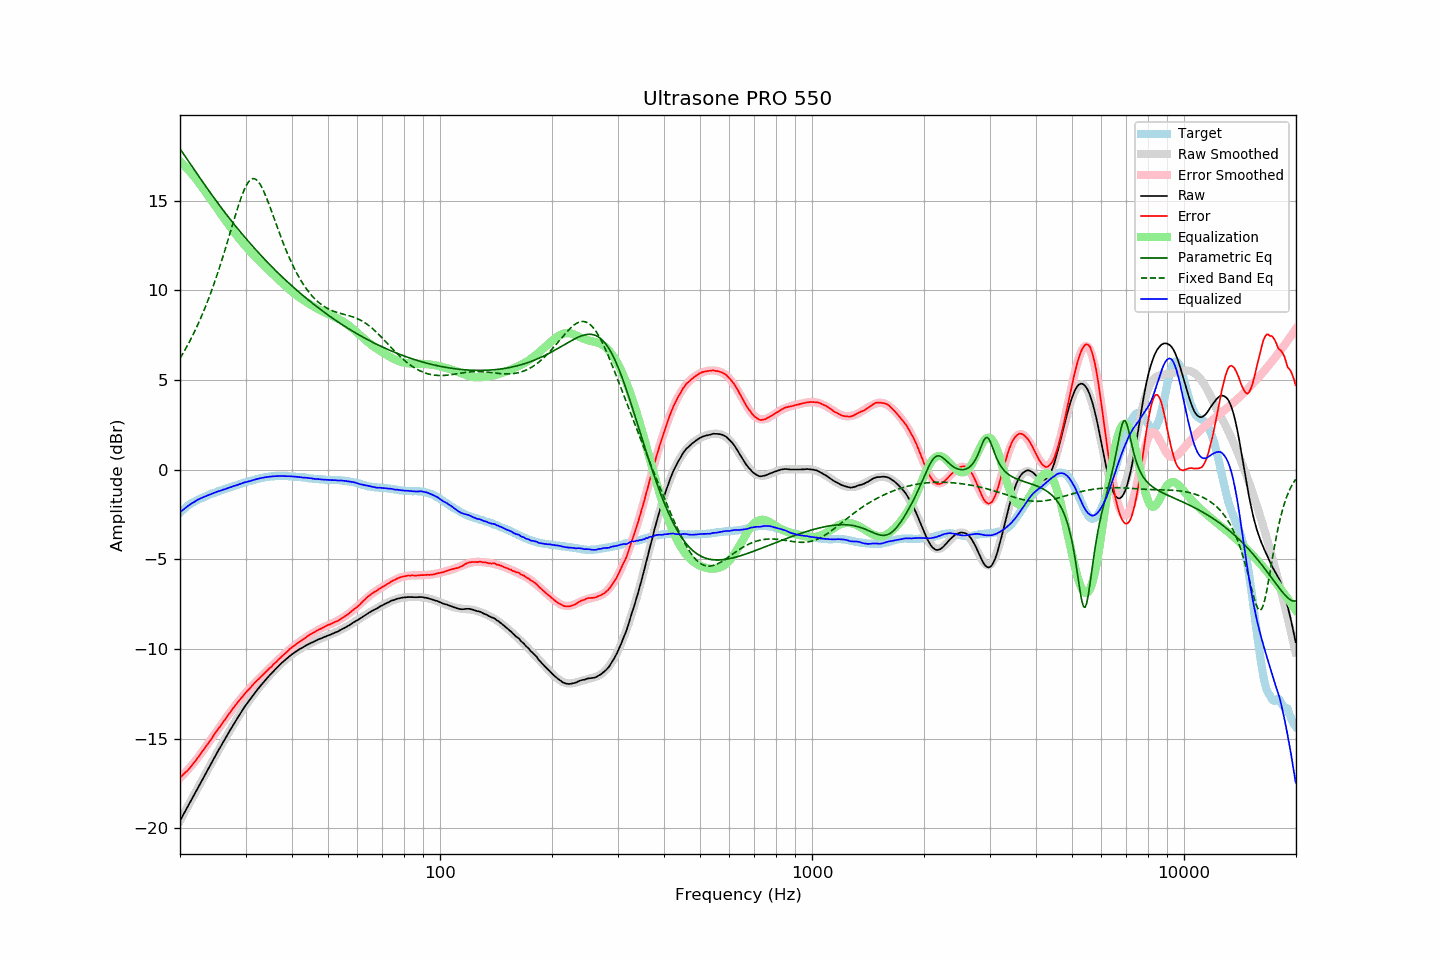 Ultrasone PRO 550
Target
Raw Smoothed
Error Smoothed
Raw
Error
Equalization
Parametric Eq
Fixed Band Eq
Equalized
15
10
5
0
−5
−10
−15
−20
Amplitude (dBr)
100
1000
10000
Frequency (Hz)